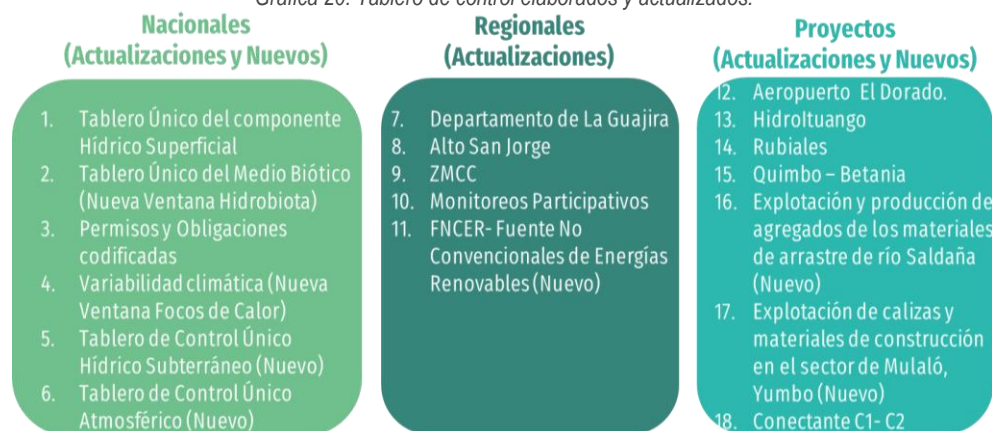 Gráfica 20. Tablero de control elaborados y actualizados.
Nacionales
(Actualizaciones y Nuevos)
1. Tablero Único del componente
Hídrico Superficial
2. Tablero Único del Medio Biótico
(Nueva Ventana Hidrobiota)
3. Permisos y Obligaciones
codificadas
4. Variabilidad climática (Nueva
Ventana Focos de Calor)
5. Tablero de Control Único
Hídrico Subterráneo (Nuevo)
6. Tablero de Control Único
Atmosférico (Nuevo)
Regionales
(Actualizaciones)
7. Departamento de La Guajira
8. Alto San Jorge
9. ZMCC
10. Monitoreos Participativos
11. FNCER- Fuente No
Convencionales de Energías
Renovables (Nuevo)
Proyectos
(Actualizaciones y Nuevos)
12. Aeropuerto El Dorado.
13. HidroItuango
14. Rubiales
15. Quimbo – Betania
16. Explotación y producción de
agregados de los materiales
de arrastre de río Saldaña
(Nuevo)
17. Explotación de calizas y
materiales de construcción
en el sector de Mulaló,
Yumbo (Nuevo)
18. Conectante C1- C2